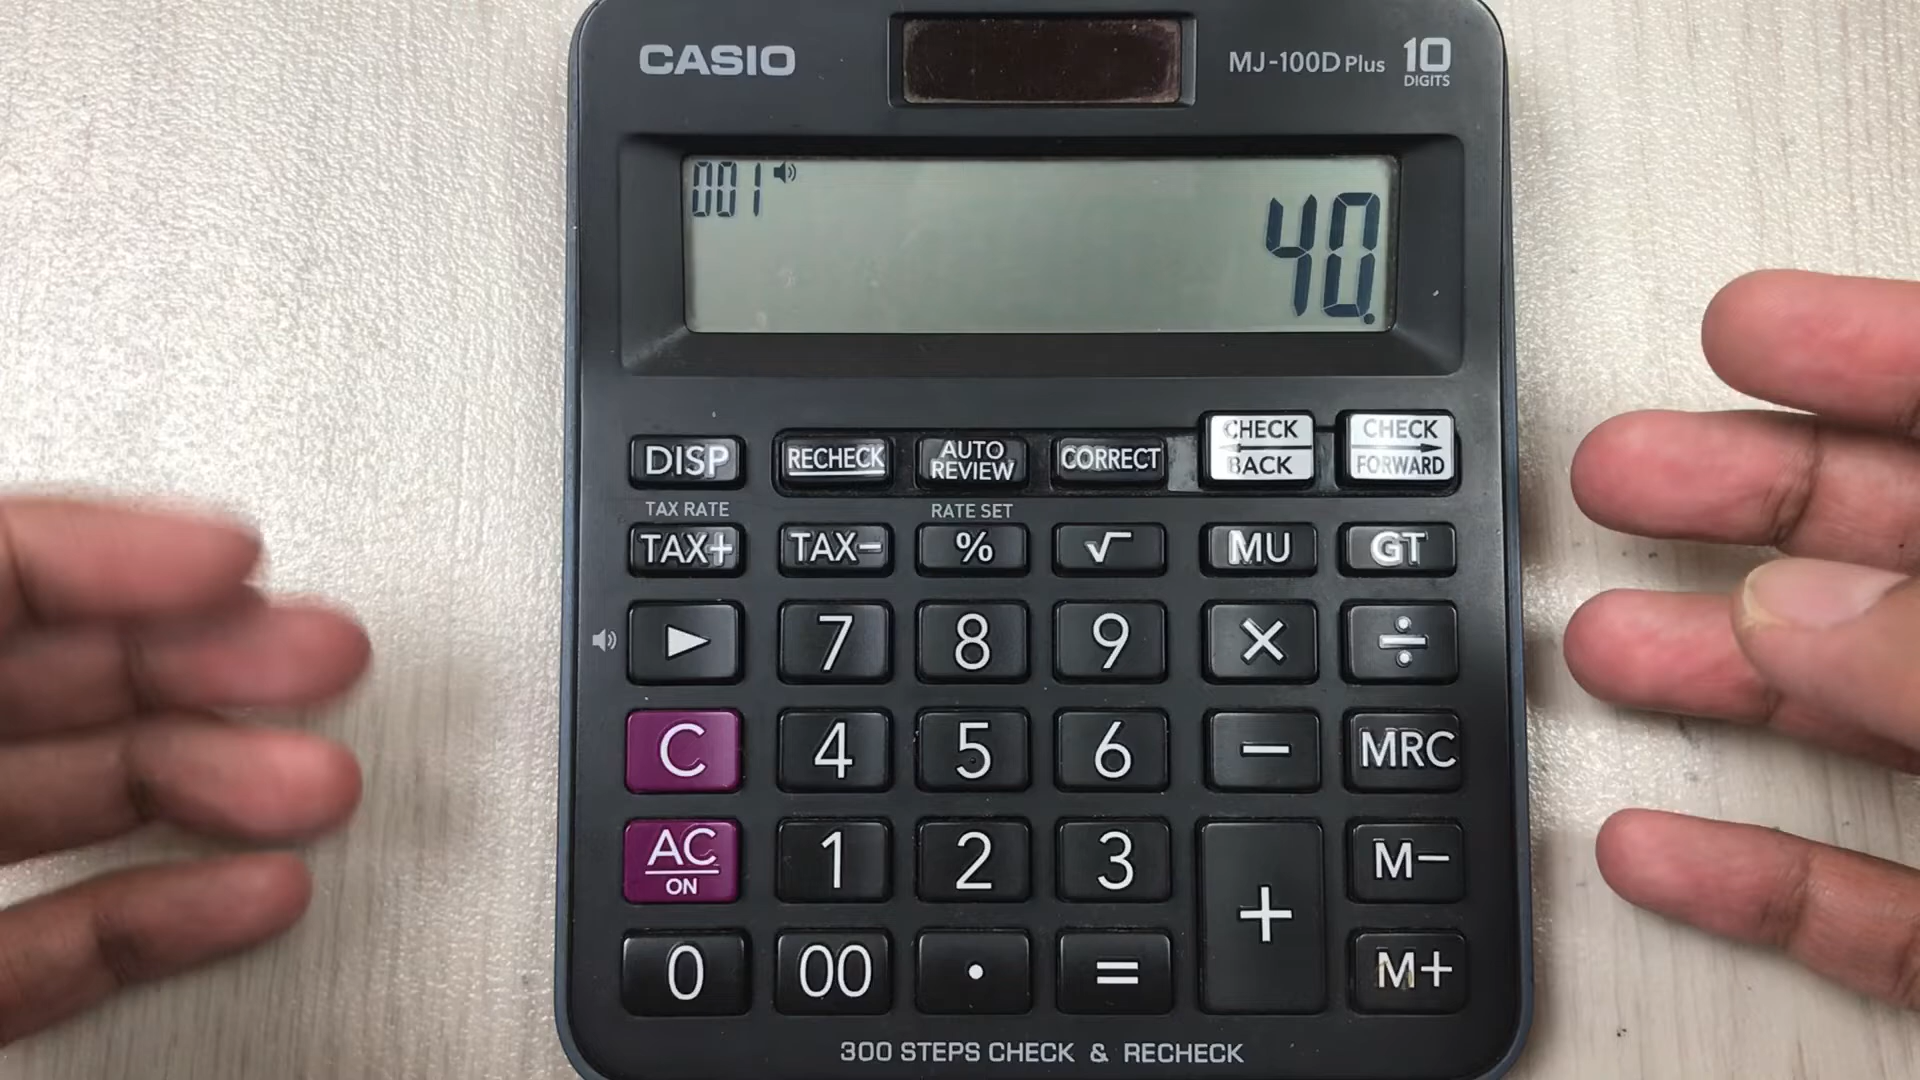 CASIO
MJ-100D Plus 10
DIGITS
001
40.
DISP RECHECK AUTO REVIEW CORRECT CHECK BACK CHECK FORWARD
TAX RATE RATE SET
TAX+ TAX− % √ MU GT
▶ 7 8 9 × ÷
C 4 5 6 − MRC
AC ON 1 2 3 + M−
0 00 · = M+
300 STEPS CHECK & RECHECK